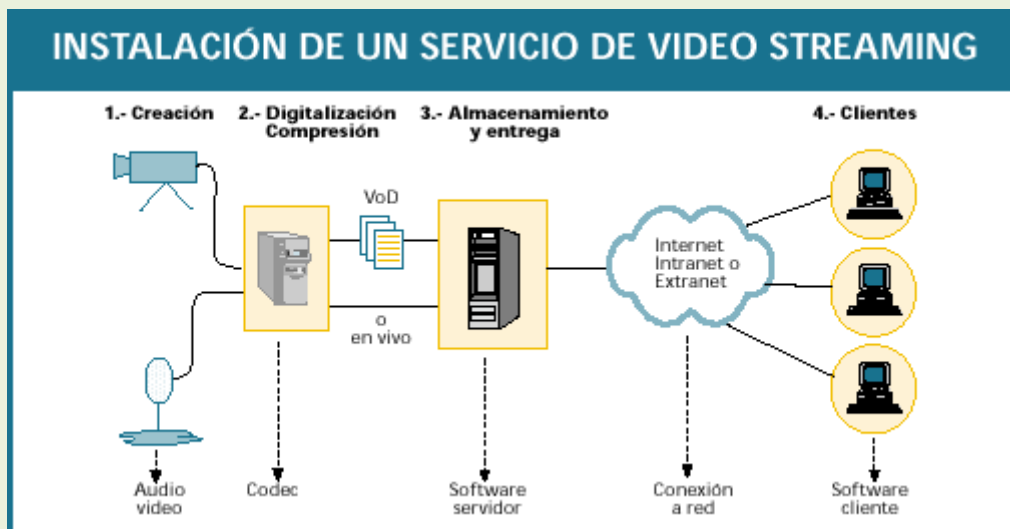 INSTALACIÓN DE UN SERVICIO DE VIDEO STREAMING
1.- Creación
2.- Digitalización
Compresión
3.- Almacenamiento
y entrega
4.- Clientes
VoD
o
en vivo
Internet
Intranet o
Extranet
Audio
video
Codec
Software
servidor
Conexión
a red
Software
cliente